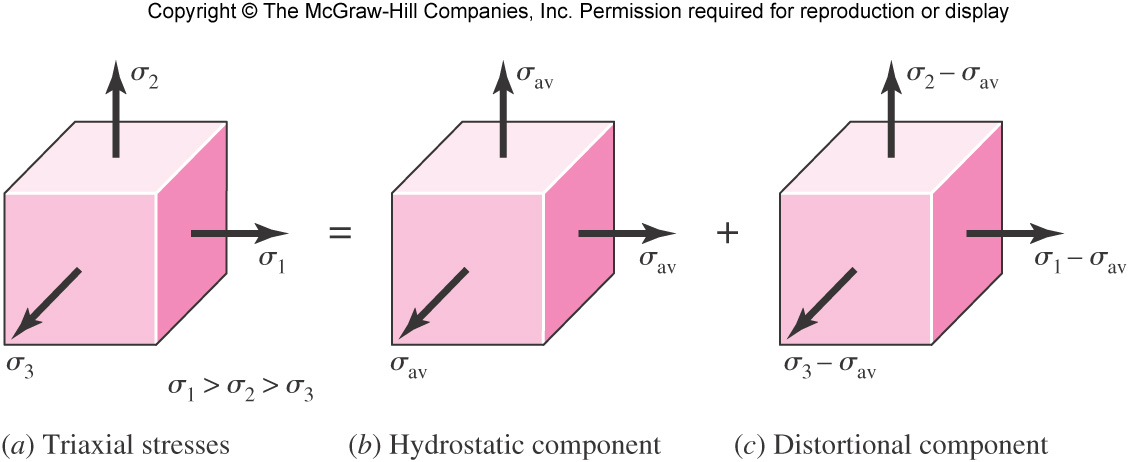 Copyright © The McGraw-Hill Companies, Inc. Permission required for reproduction or display
σ2
σav
σ2 – σav
=
+
σ1
σav
σ1 – σav
σ3
σav
σ3 – σav
σ1 > σ2 > σ3
(a) Triaxial stresses
(b) Hydrostatic component
(c) Distortional component